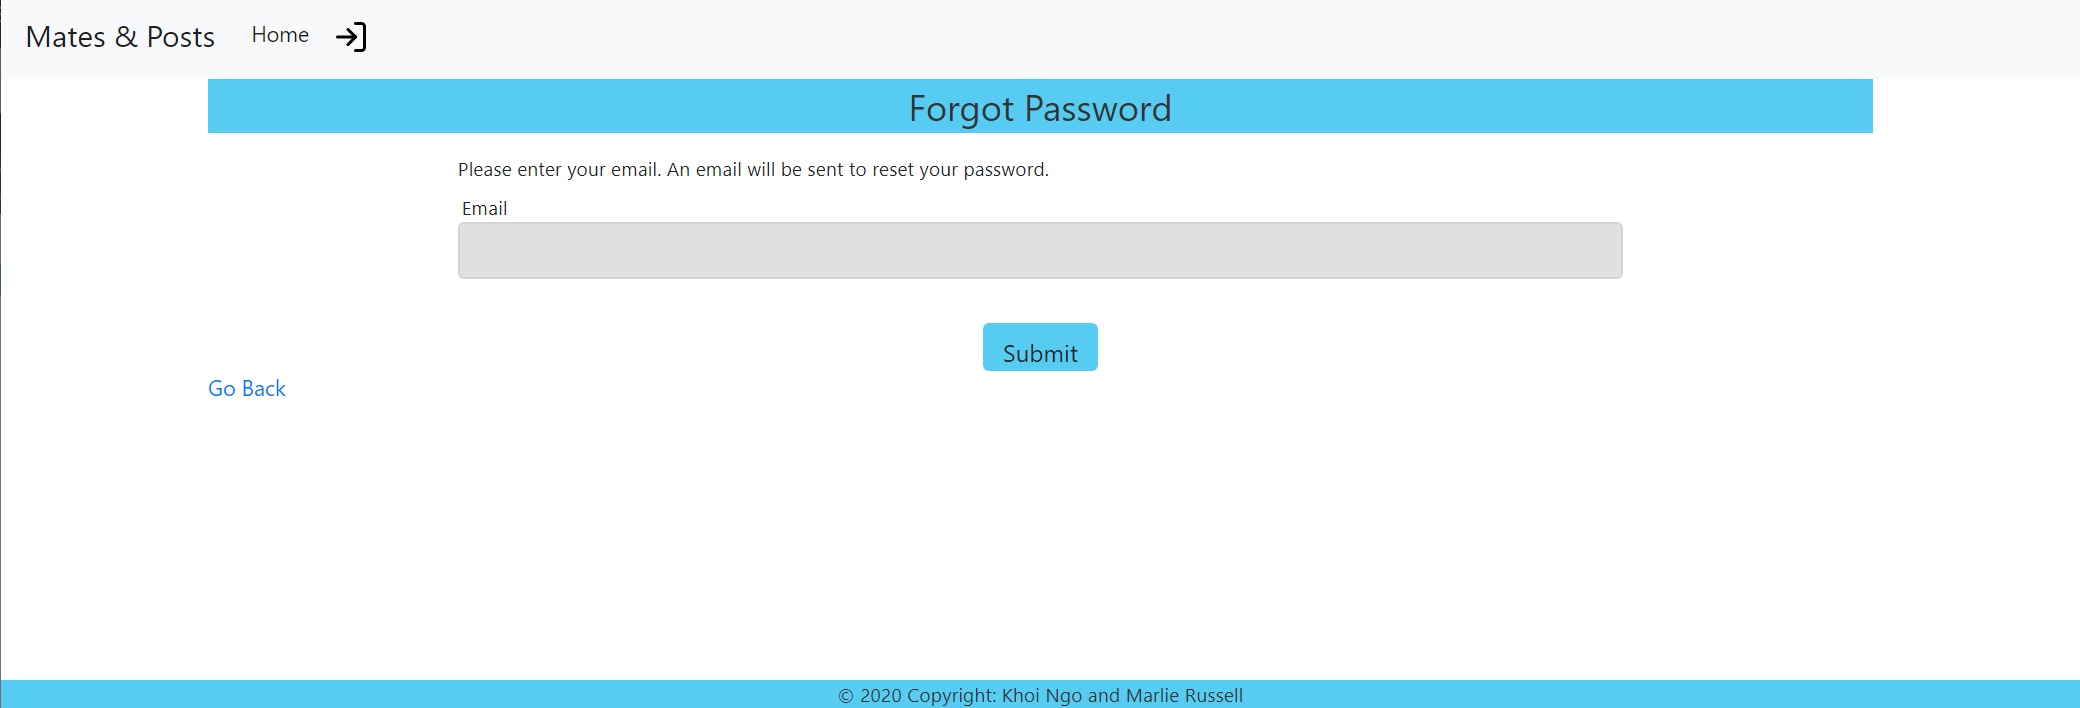 Mates & Posts Home
Forgot Password
Please enter your email. An email will be sent to reset your password.
Email
Submit
Go Back
© 2020 Copyright: Khoi Ngo and Marlie Russell